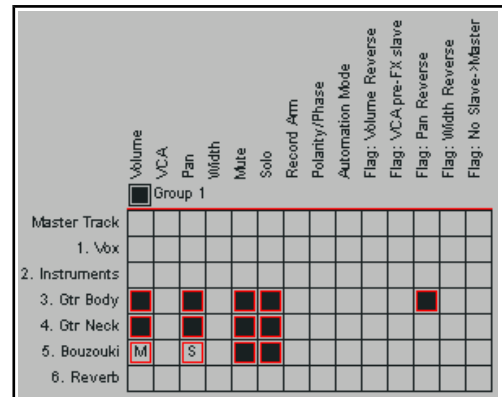 Volume
VCA
Pan
Width
Mute
Solo
Record Arm
Polarity/Phase
Automation Mode
Flag: Volume Reverse
Flag: VCA pre-FX slave
Flag: Pan Reverse
Flag: Width Reverse
Flag: No Slave->Master
Group 1
Master Track
1. Vox
2. Instruments
3. Gtr Body
4. Gtr Neck
5. Bouzouki M S
6. Reverb